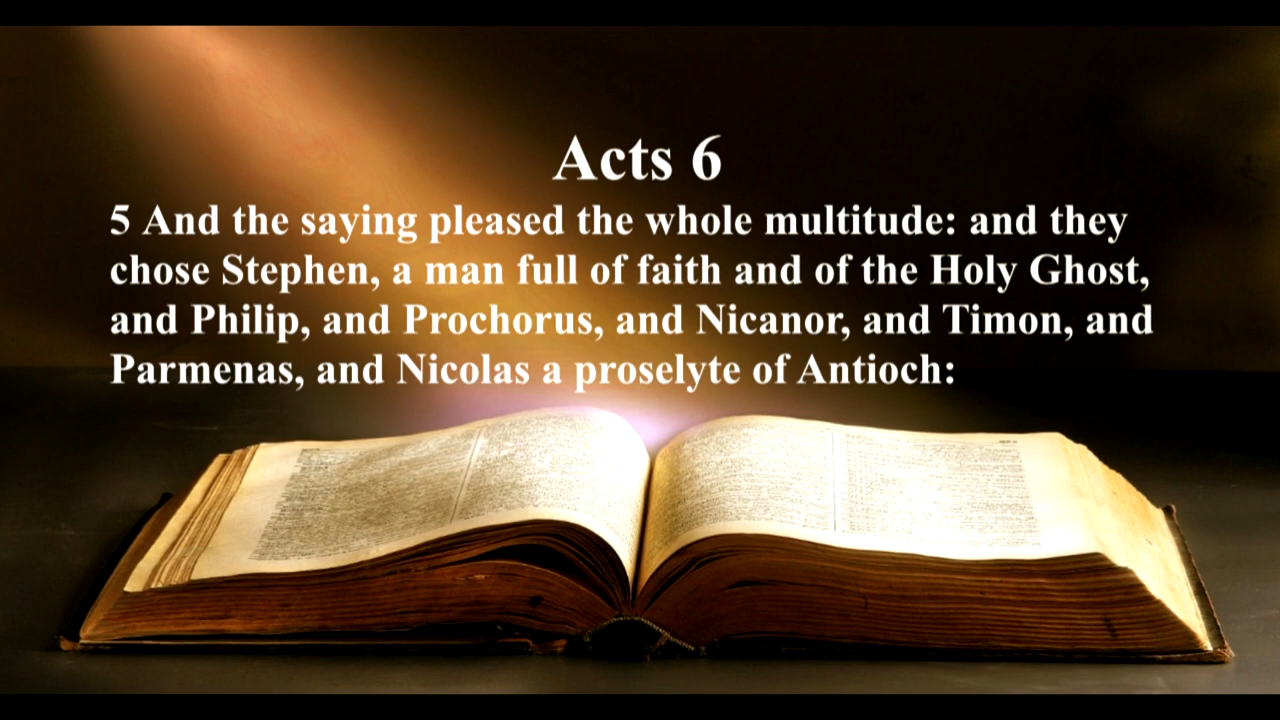 Acts 6
5 And the saying pleased the whole multitude: and they
chose Stephen, a man full of faith and of the Holy Ghost,
and Philip, and Prochorus, and Nicanor, and Timon, and
Parmenas, and Nicolas a proselyte of Antioch: